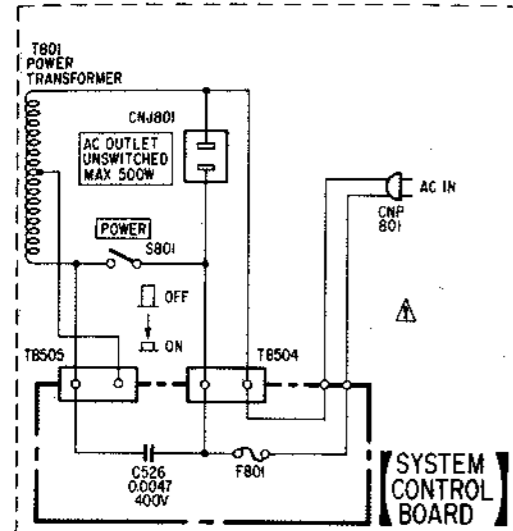 T801
POWER
TRANSFORMER
CNJ801
AC OUTLET
UNSWITCHED
MAX 500W
AC IN
CNP
801
POWER
S801
OFF
ON
TB505
TB504
C526
0.0047
400V
F801
SYSTEM
CONTROL
BOARD